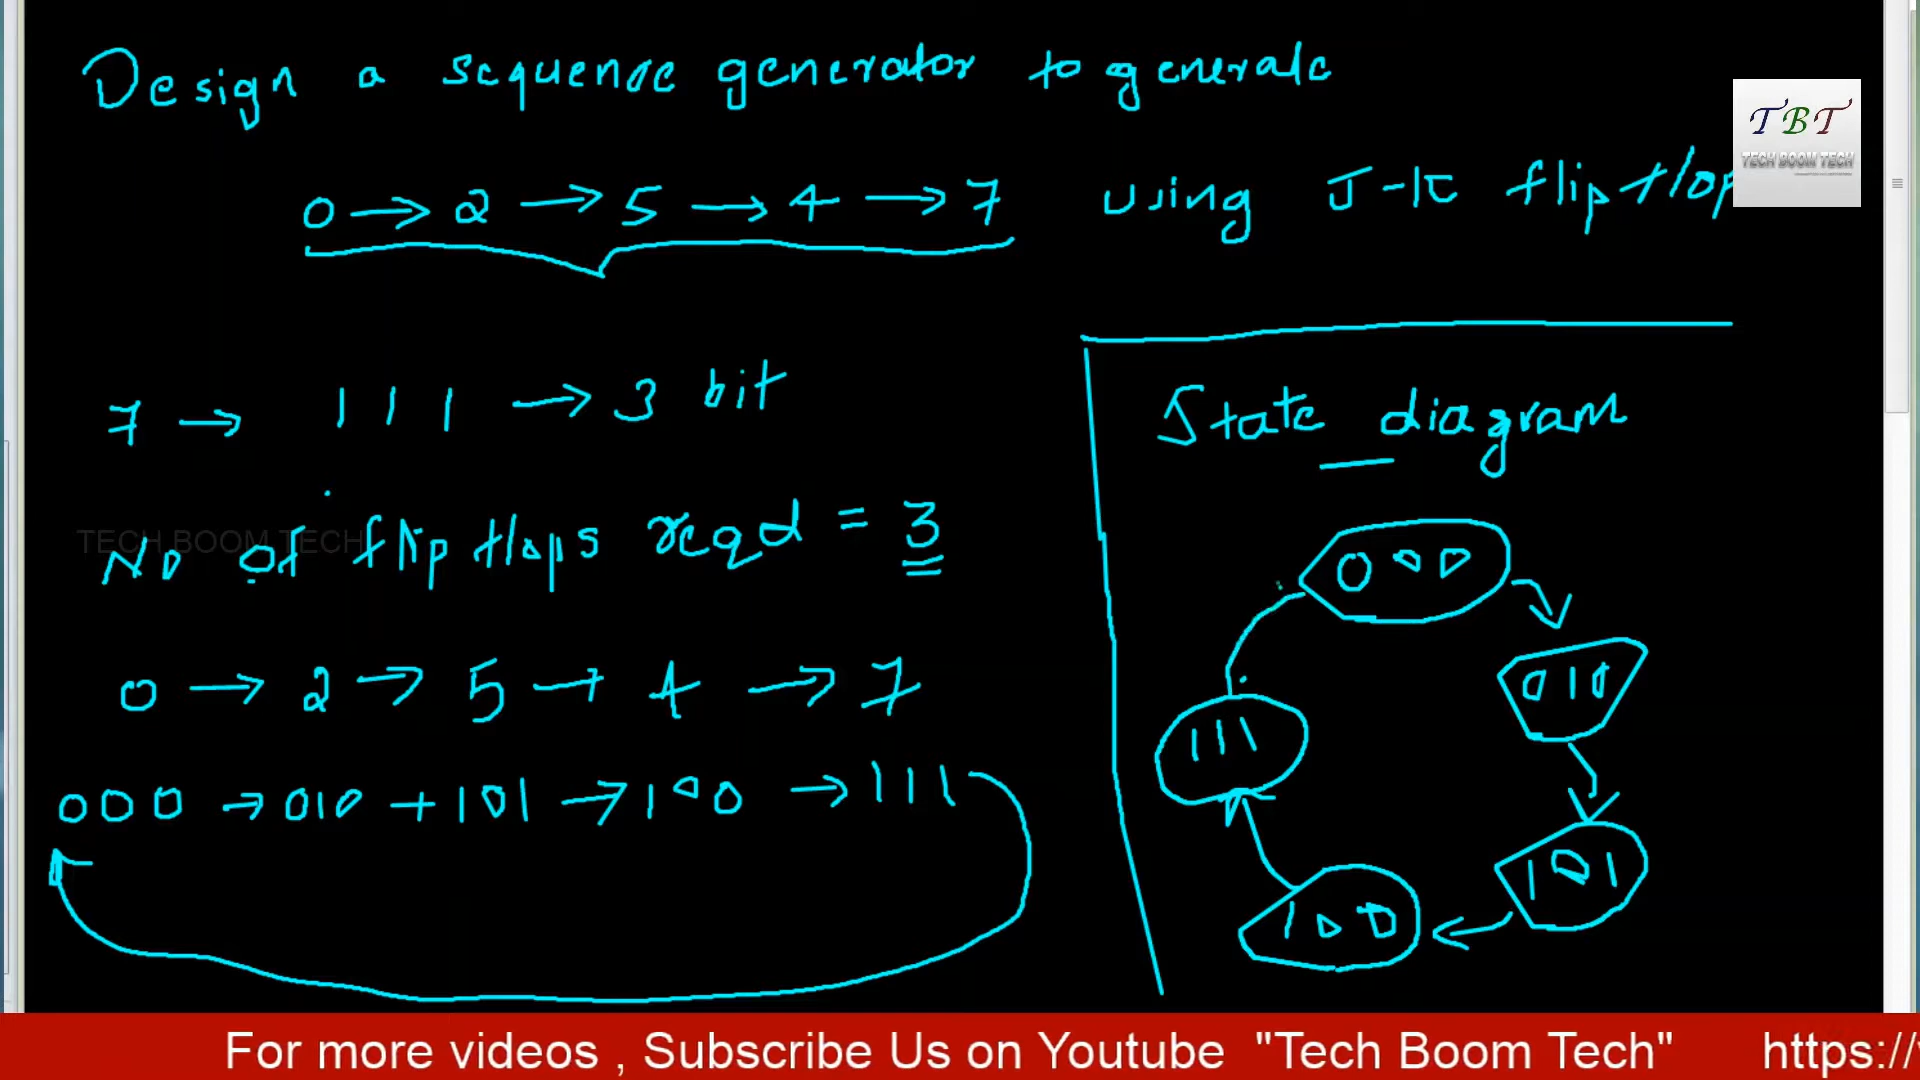 Design a sequence generator to generate
0 → 2 → 5 → 4 → 7 using J-K flip flop
TBT
TECH BOOM TECH
7 → 111 → 3 bit
No of flip flops reqd = 3
TECH BOOM TECH
0 → 2 → 5 → 4 → 7
000 → 010 → 101 → 100 → 111
State diagram
000
010
111
101
100
For more videos , Subscribe Us on Youtube "Tech Boom Tech" https://